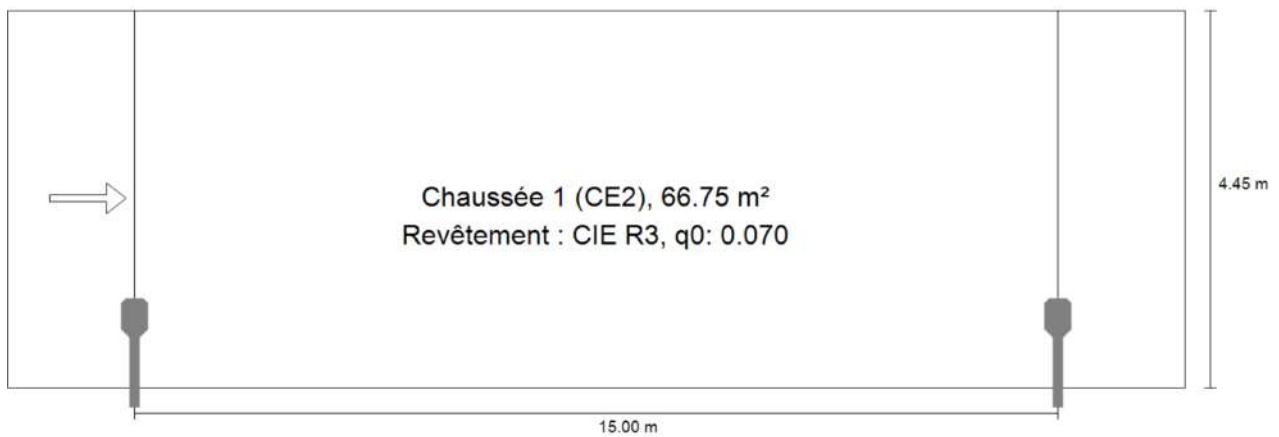 Chaussée 1 (CE2), 66.75 m²
Revêtement : CIE R3, q0: 0.070
4.45 m
15.00 m